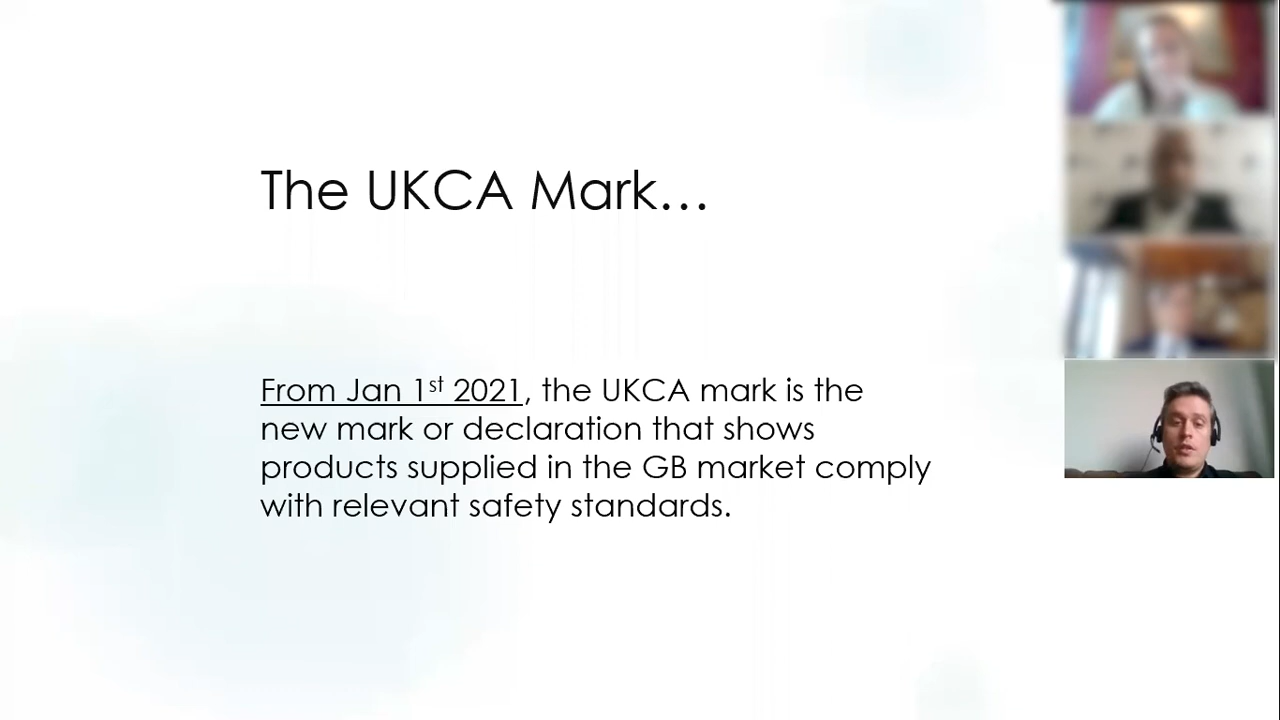 The UKCA Mark…
From Jan 1st 2021, the UKCA mark is the
new mark or declaration that shows
products supplied in the GB market comply
with relevant safety standards.